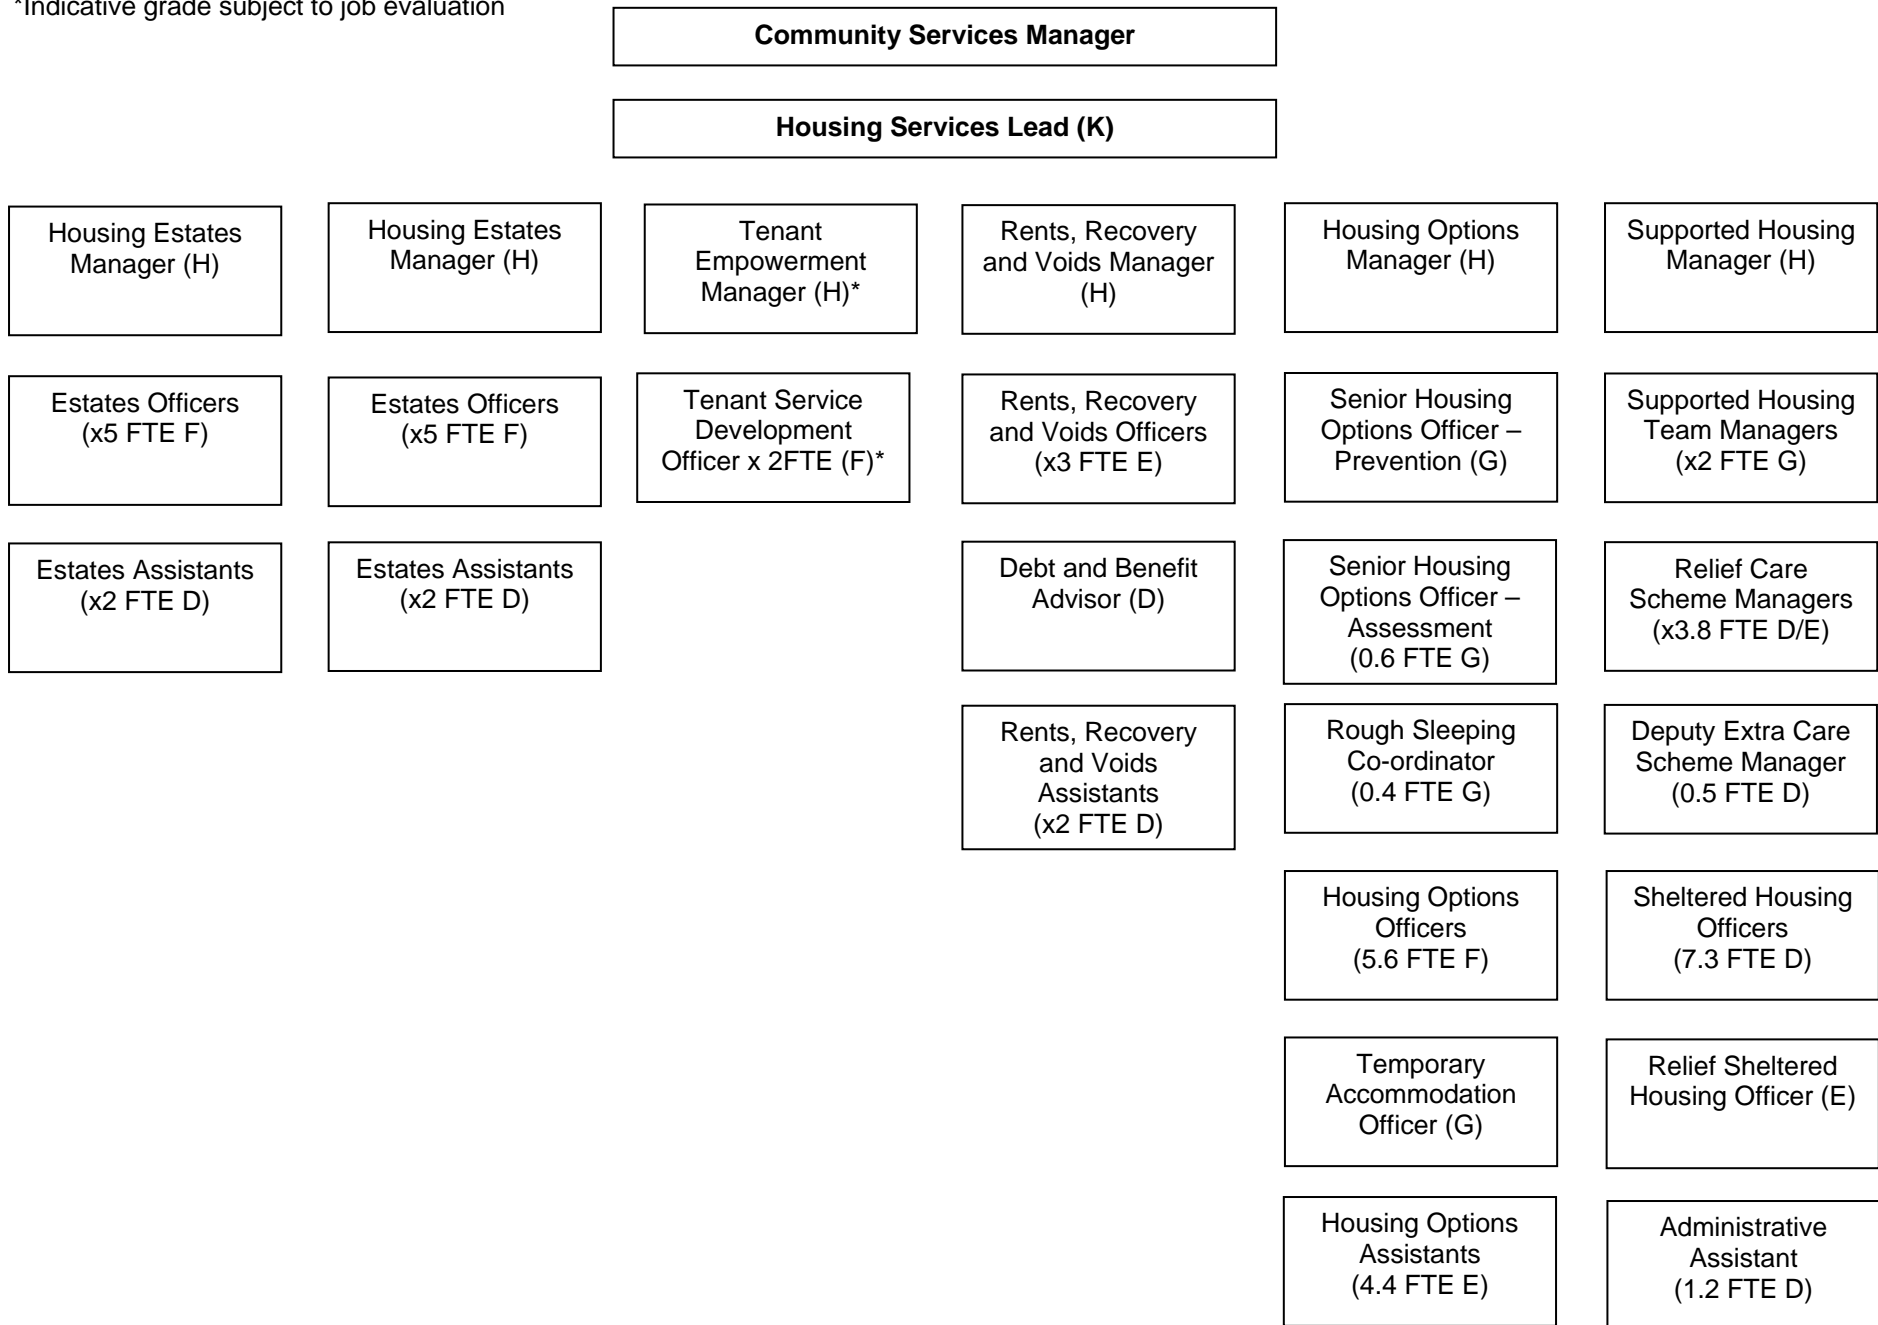 *Indicative grade subject to job evaluation
Community Services Manager
Housing Services Lead (K)
Housing Estates
Manager (H)
Housing Estates
Manager (H)
Tenant
Empowerment
Manager (H)*
Rents, Recovery
and Voids Manager
(H)
Housing Options
Manager (H)
Supported Housing
Manager (H)
Estates Officers
(x5 FTE F)
Estates Officers
(x5 FTE F)
Tenant Service
Development
Officer x 2FTE (F)*
Rents, Recovery
and Voids Officers
(x3 FTE E)
Senior Housing
Options Officer –
Prevention (G)
Supported Housing
Team Managers
(x2 FTE G)
Estates Assistants
(x2 FTE D)
Estates Assistants
(x2 FTE D)
Debt and Benefit
Advisor (D)
Senior Housing
Options Officer –
Assessment
(0.6 FTE G)
Relief Care
Scheme Managers
(x3.8 FTE D/E)
Rents, Recovery
and Voids
Assistants
(x2 FTE D)
Rough Sleeping
Co-ordinator
(0.4 FTE G)
Deputy Extra Care
Scheme Manager
(0.5 FTE D)
Housing Options
Officers
(5.6 FTE F)
Sheltered Housing
Officers
(7.3 FTE D)
Temporary
Accommodation
Officer (G)
Relief Sheltered
Housing Officer (E)
Housing Options
Assistants
(4.4 FTE E)
Administrative
Assistant
(1.2 FTE D)